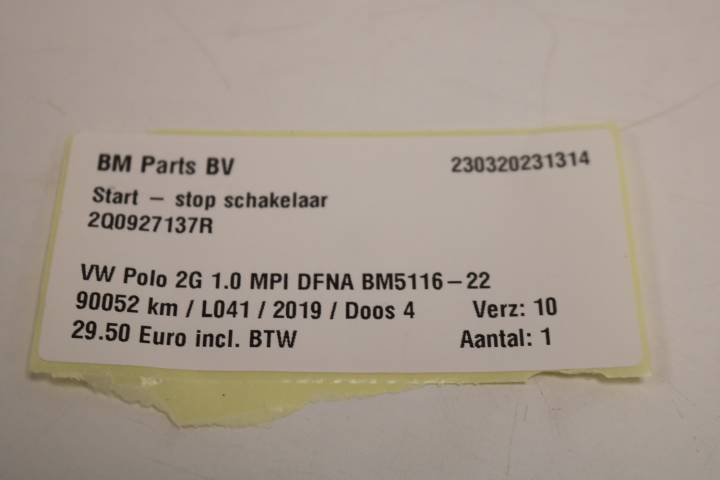 BM Parts BV 230320231314
Start – stop schakelaar
2Q0927137R
VW Polo 2G 1.0 MPI DFNA BM5116–22
90052 km / L041 / 2019 / Doos 4 Verz: 10
29.50 Euro incl. BTW Aantal: 1